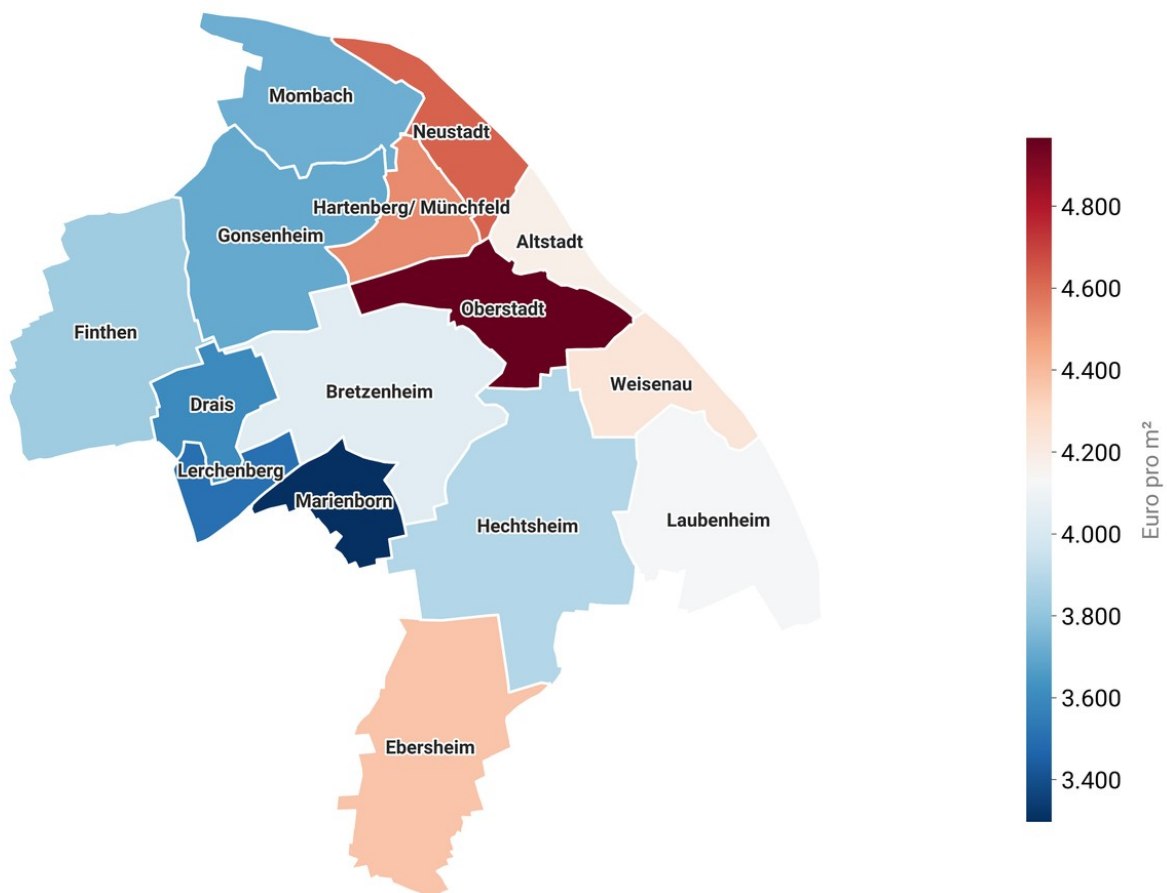 Mombach
Neustadt
Hartenberg/ Münchfeld
Gonsenheim
Altstadt
Oberstadt
Finthen
Weisenau
Bretzenheim
Drais
Lerchenberg
Marienborn
Laubenheim
Hechtsheim
Ebersheim
4.800
4.600
4.400
4.200
4.000
3.800
3.600
3.400
Euro pro m²